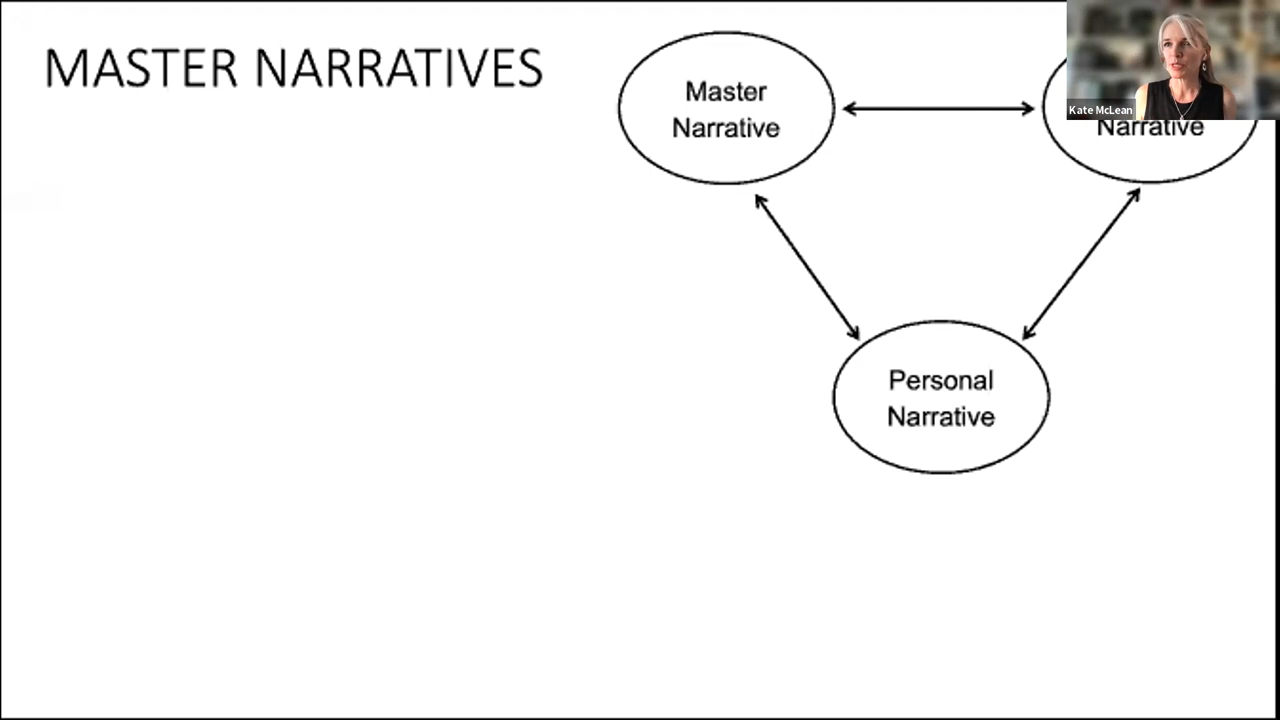 MASTER NARRATIVES
Master
Narrative
Kate McLean
Narrative
Personal
Narrative